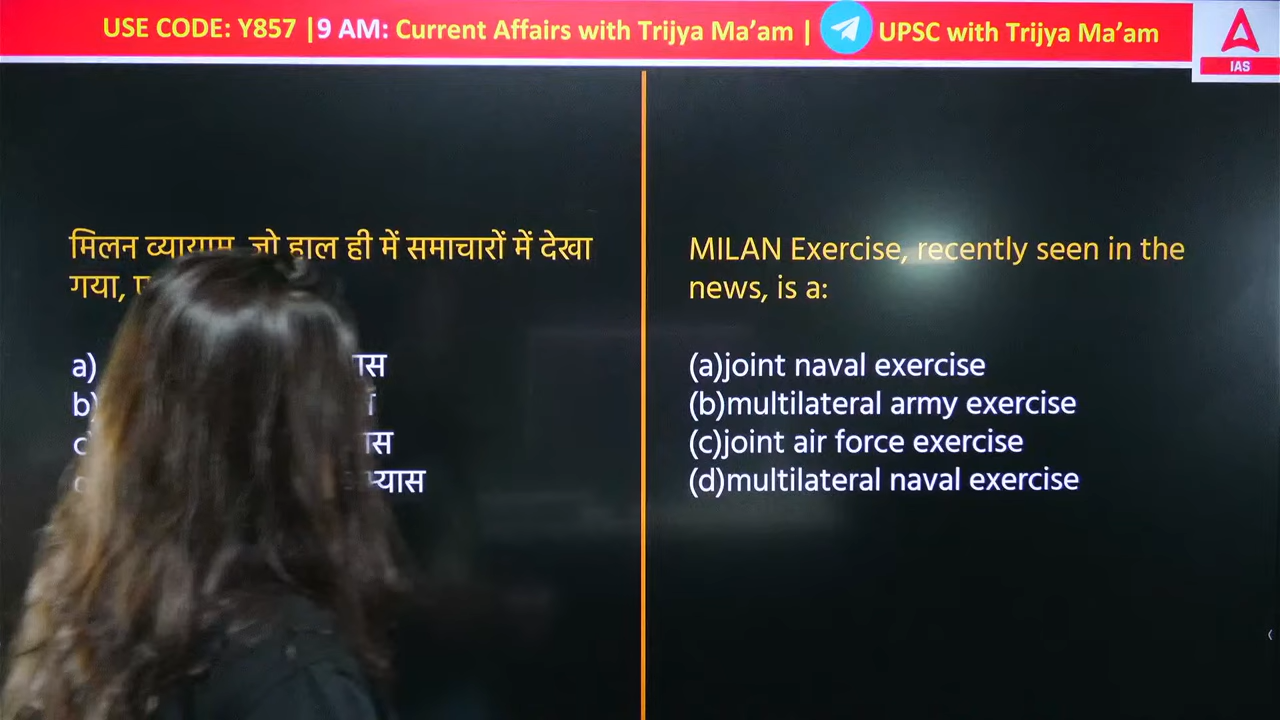 USE CODE: Y857 |9 AM: Current Affairs with Trijya Ma’am | UPSC with Trijya Ma’am
IAS
मिलन जो हाल ही में समाचारों में देखा
गया,
a)
b)
MILAN Exercise, recently seen in the
news, is a:
(a)joint naval exercise
(b)multilateral army exercise
(c)joint air force exercise
(d)multilateral naval exercise